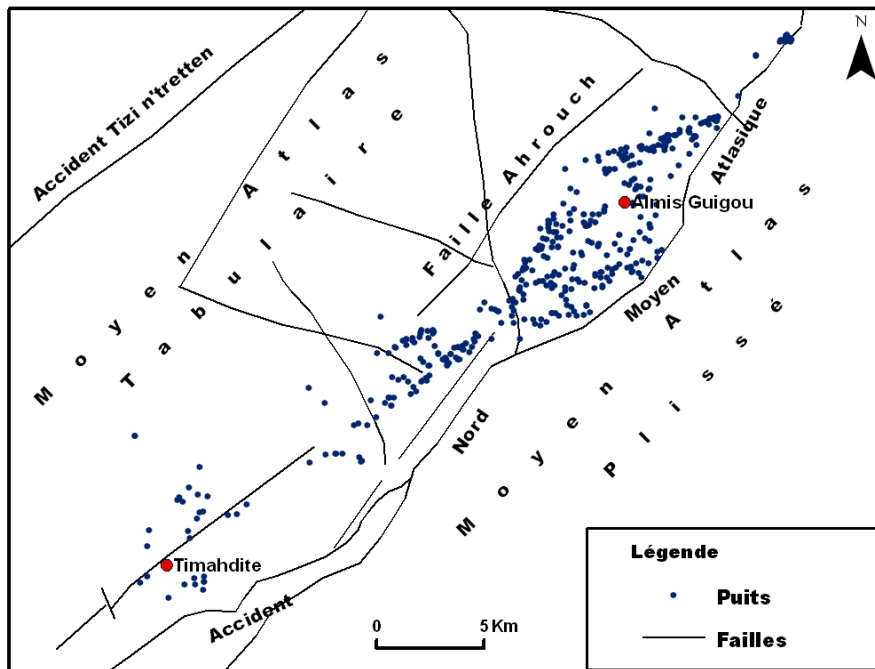 N
Accident Tizi n'tretten
Moyen Atlas
Tabulaire
Faille Ahrouch
Atlasique
Almis Guigou
Moyen
Nord
Accident
Moyen Atlas
Plissé
Timahdite
0 5 Km
Légende
Puits
Failles